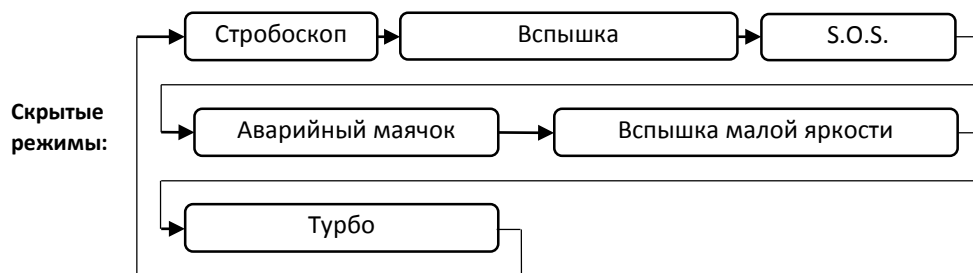 Стробоскоп
Вспышка
S.O.S.
Скрытые
режимы:
Аварийный маячок
Вспышка малой яркости
Турбо